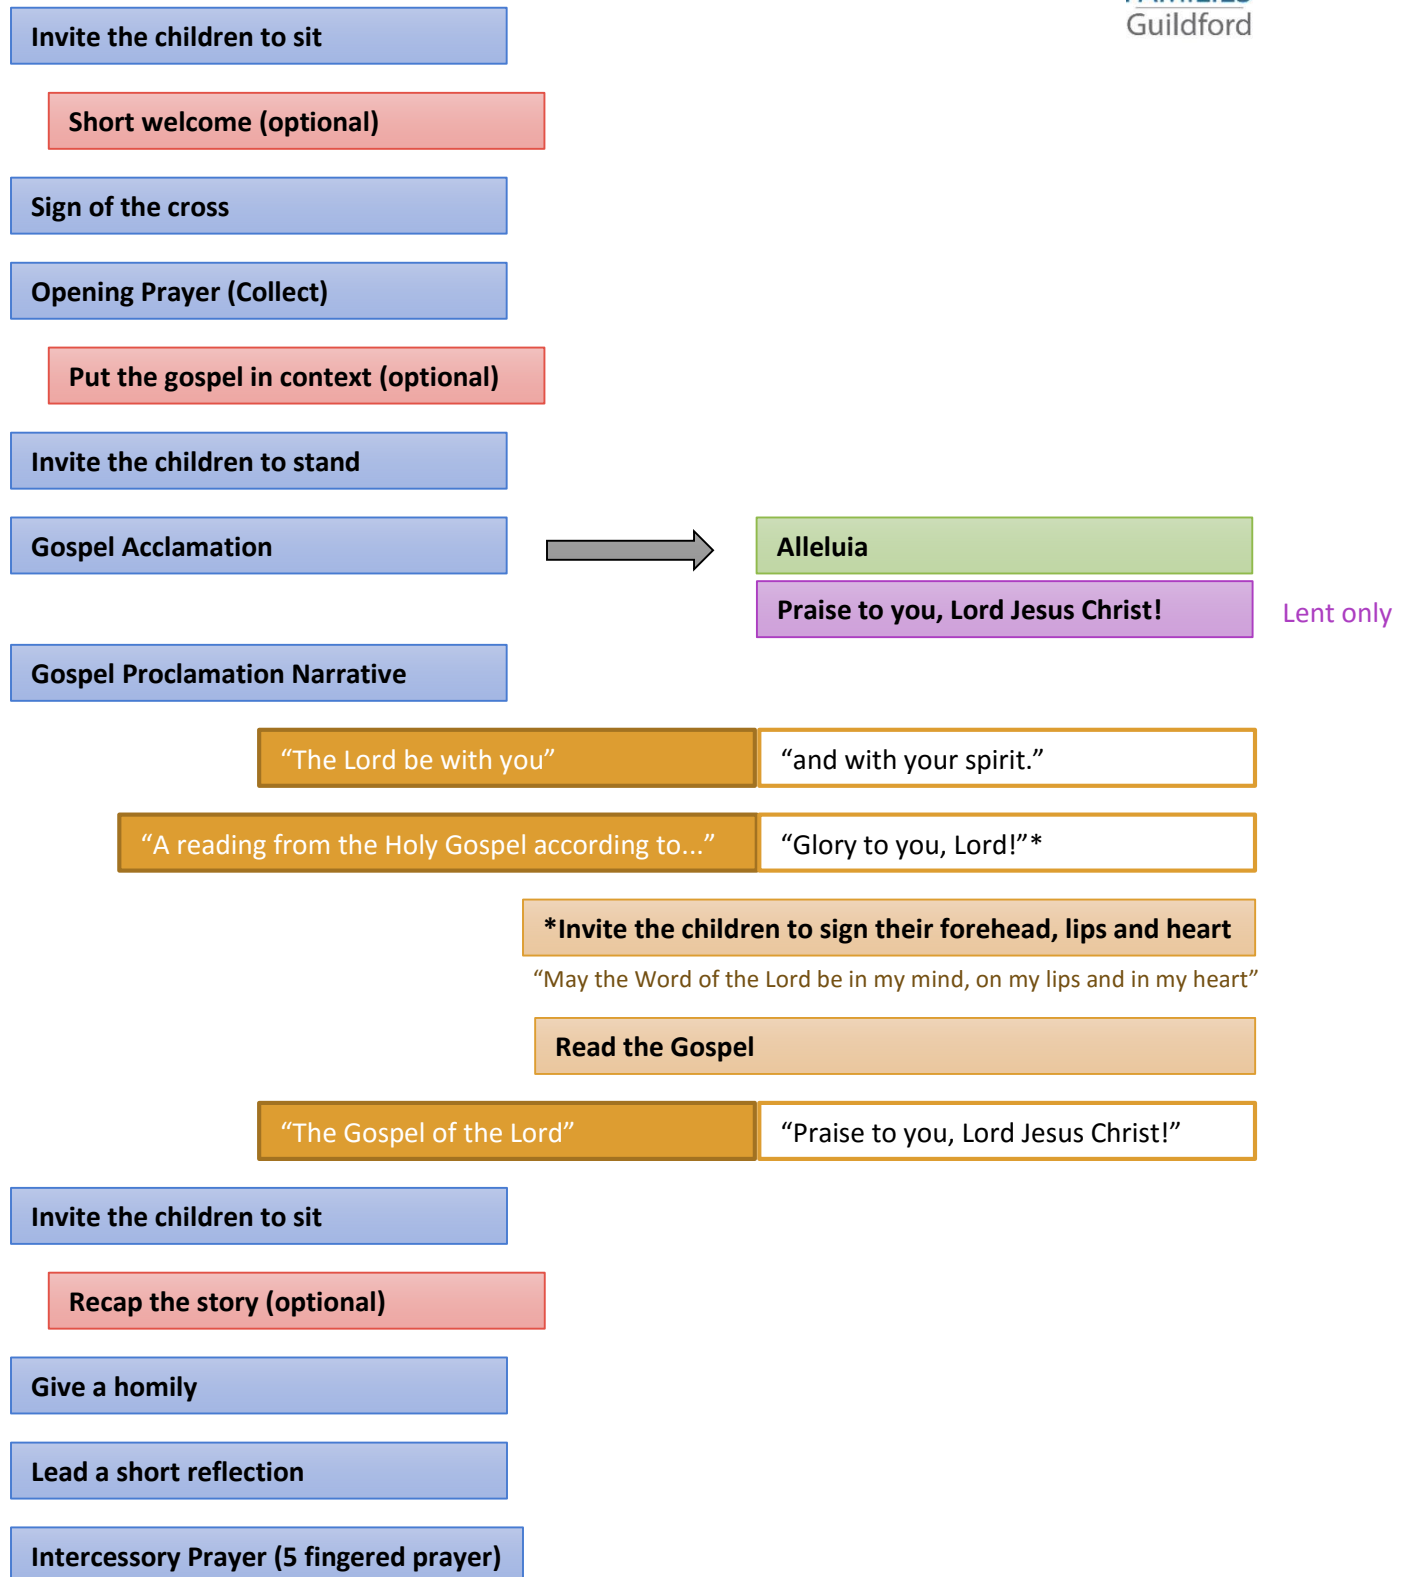 FAMILIES
Guildford
Invite the children to sit
Short welcome (optional)
Sign of the cross
Opening Prayer (Collect)
Put the gospel in context (optional)
Invite the children to stand
Gospel Acclamation
Alleluia
Praise to you, Lord Jesus Christ!
Lent only
Gospel Proclamation Narrative
“The Lord be with you”
“and with your spirit.”
“A reading from the Holy Gospel according to...”
“Glory to you, Lord!”*
*Invite the children to sign their forehead, lips and heart
“May the Word of the Lord be in my mind, on my lips and in my heart”
Read the Gospel
“The Gospel of the Lord”
“Praise to you, Lord Jesus Christ!”
Invite the children to sit
Recap the story (optional)
Give a homily
Lead a short reflection
Intercessory Prayer (5 fingered prayer)